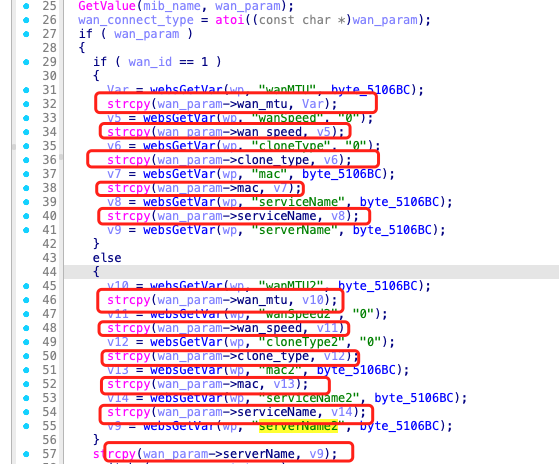 25 GetValue(mib_name, wan_param);
26 wan_connect_type = atoi((const char *)wan_param);
27 if ( wan_param )
28 {
29 if ( wan_id == 1 )
30 {
31 Var = websGetVar(wp, "wanMTU", byte_5106BC);
32 strcpy(wan_param->wan_mtu, Var);
33 v5 = websGetVar(wp, "wanSpeed", "0");
34 strcpy(wan_param->wan_speed, v5);
35 v6 = websGetVar(wp, "cloneType", "0");
36 strcpy(wan_param->clone_type, v6);
37 v7 = websGetVar(wp, "mac", byte_5106BC);
38 strcpy(wan_param->mac, v7);
39 v8 = websGetVar(wp, "serviceName", byte_5106BC);
40 strcpy(wan_param->serviceName, v8);
41 v9 = websGetVar(wp, "serverName", byte_5106BC);
42 }
43 else
44 {
45 v10 = websGetVar(wp, "wanMTU2", byte_5106BC);
46 strcpy(wan_param->wan_mtu, v10);
47 v11 = websGetVar(wp, "wanSpeed2", "0");
48 strcpy(wan_param->wan_speed, v11)
49 v12 = websGetVar(wp, "cloneType2", "0");
50 strcpy(wan_param->clone_type, v12);
51 v13 = websGetVar(wp, "mac2", byte_5106BC);
52 strcpy(wan_param->mac, v13);
53 v14 = websGetVar(wp, "serviceName2", byte_5106BC);
54 strcpy(wan_param->serviceName, v14);
55 v9 = websGetVar(wp, "serverName2", byte_5106BC);
56 }
57 strcpy(wan_param->serverName, v9);